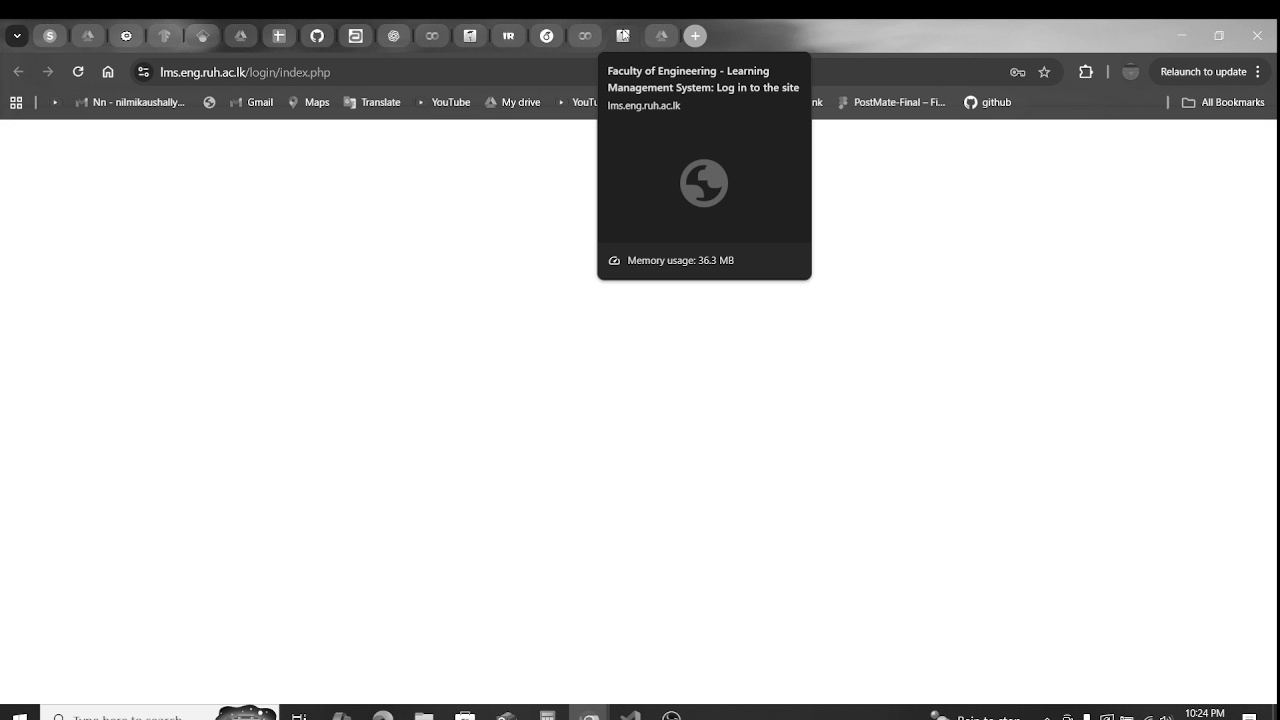 lms.eng.ruh.ac.lk/login/index.php
Relaunch to update
Nn - nilmikaushally...
Gmail
Maps
Translate
YouTube
My drive
YouTu
nk
PostMate-Final – Fi...
github
All Bookmarks
Faculty of Engineering - Learning
Management System: Log in to the site
lms.eng.ruh.ac.lk
Memory usage: 36.3 MB
Type here to search
Rain to stop
10:24 PM